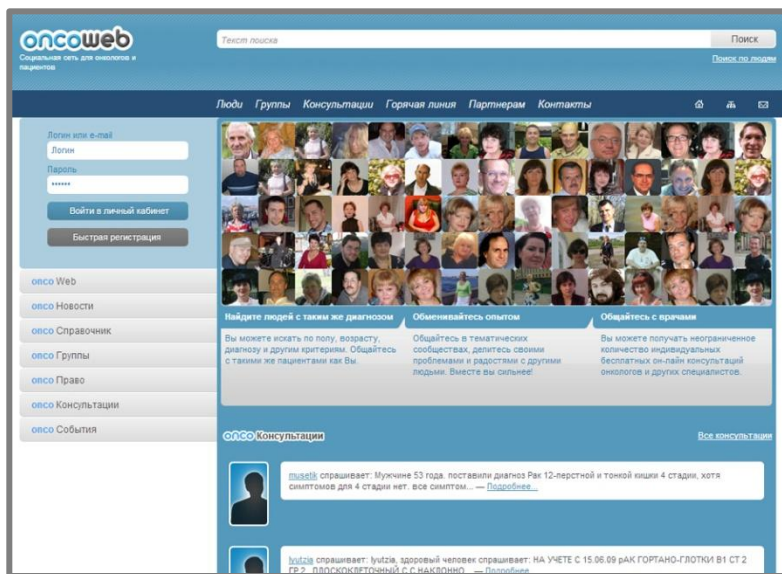 oncoweb
Социальная сеть для онкологов и
пациентов
Текст поиска
Поиск
Поиск по людям
Люди Группы Консультации Горячая линия Партнерам Контакты
Логин или e-mail
Логин
Пароль
••••••
Войти в личный кабинет
Быстрая регистрация
onco Web
onco Новости
onco Справочник
onco Группы
onco Право
onco Консультации
onco События
Найдите людей с таким же диагнозом
Вы можете искать по полу, возрасту,
диагнозу и другим критериям. Общайтесь
с такими же пациентами как Вы.
Обменивайтесь опытом
Общайтесь в тематических
сообществах, делитесь своими
проблемами и радостями с другими
людьми. Вместе вы сильнее!
Общайтесь с врачами
Вы можете получать неограниченное
количество индивидуальных
бесплатных он-лайн консультаций
онкологов и других специалистов.
onco Консультации
Все консультации
musetik спрашивает: Мужчине 53 года. поставили диагноз Рак 12-перстной и тонкой кишки 4 стадии, хотя
симптомов для 4 стадии нет. все симптом... — Подробнее...
lyutzia спрашивает: lyutzia, здоровый человек спрашивает: НА УЧЕТЕ С 15.06.09 рАК ГОРТАНО-ГЛОТКИ В1 СТ 2
ГР.2 , ПЛОСКОКЛЕТОЧНЫЙ С С НАКЛОННО... — Подробнее...